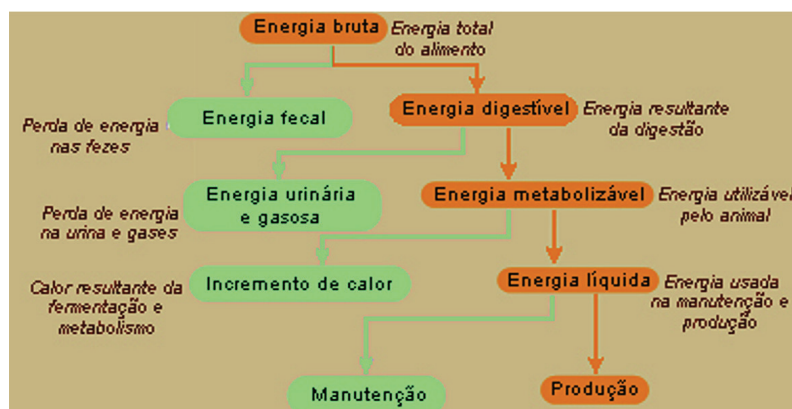 Energia bruta
Energia total
do alimento
Energia fecal
Energia digestível
Energia resultante
da digestão
Perda de energia
nas fezes
Energia urinária
e gasosa
Energia metabolizável
Energia utilizável
pelo animal
Perda de energia
na urina e gases
Calor resultante da
fermentação e
metabolismo
Incremento de calor
Energia líquida
Energia usada
na manutenção e
produção
Manutenção
Produção